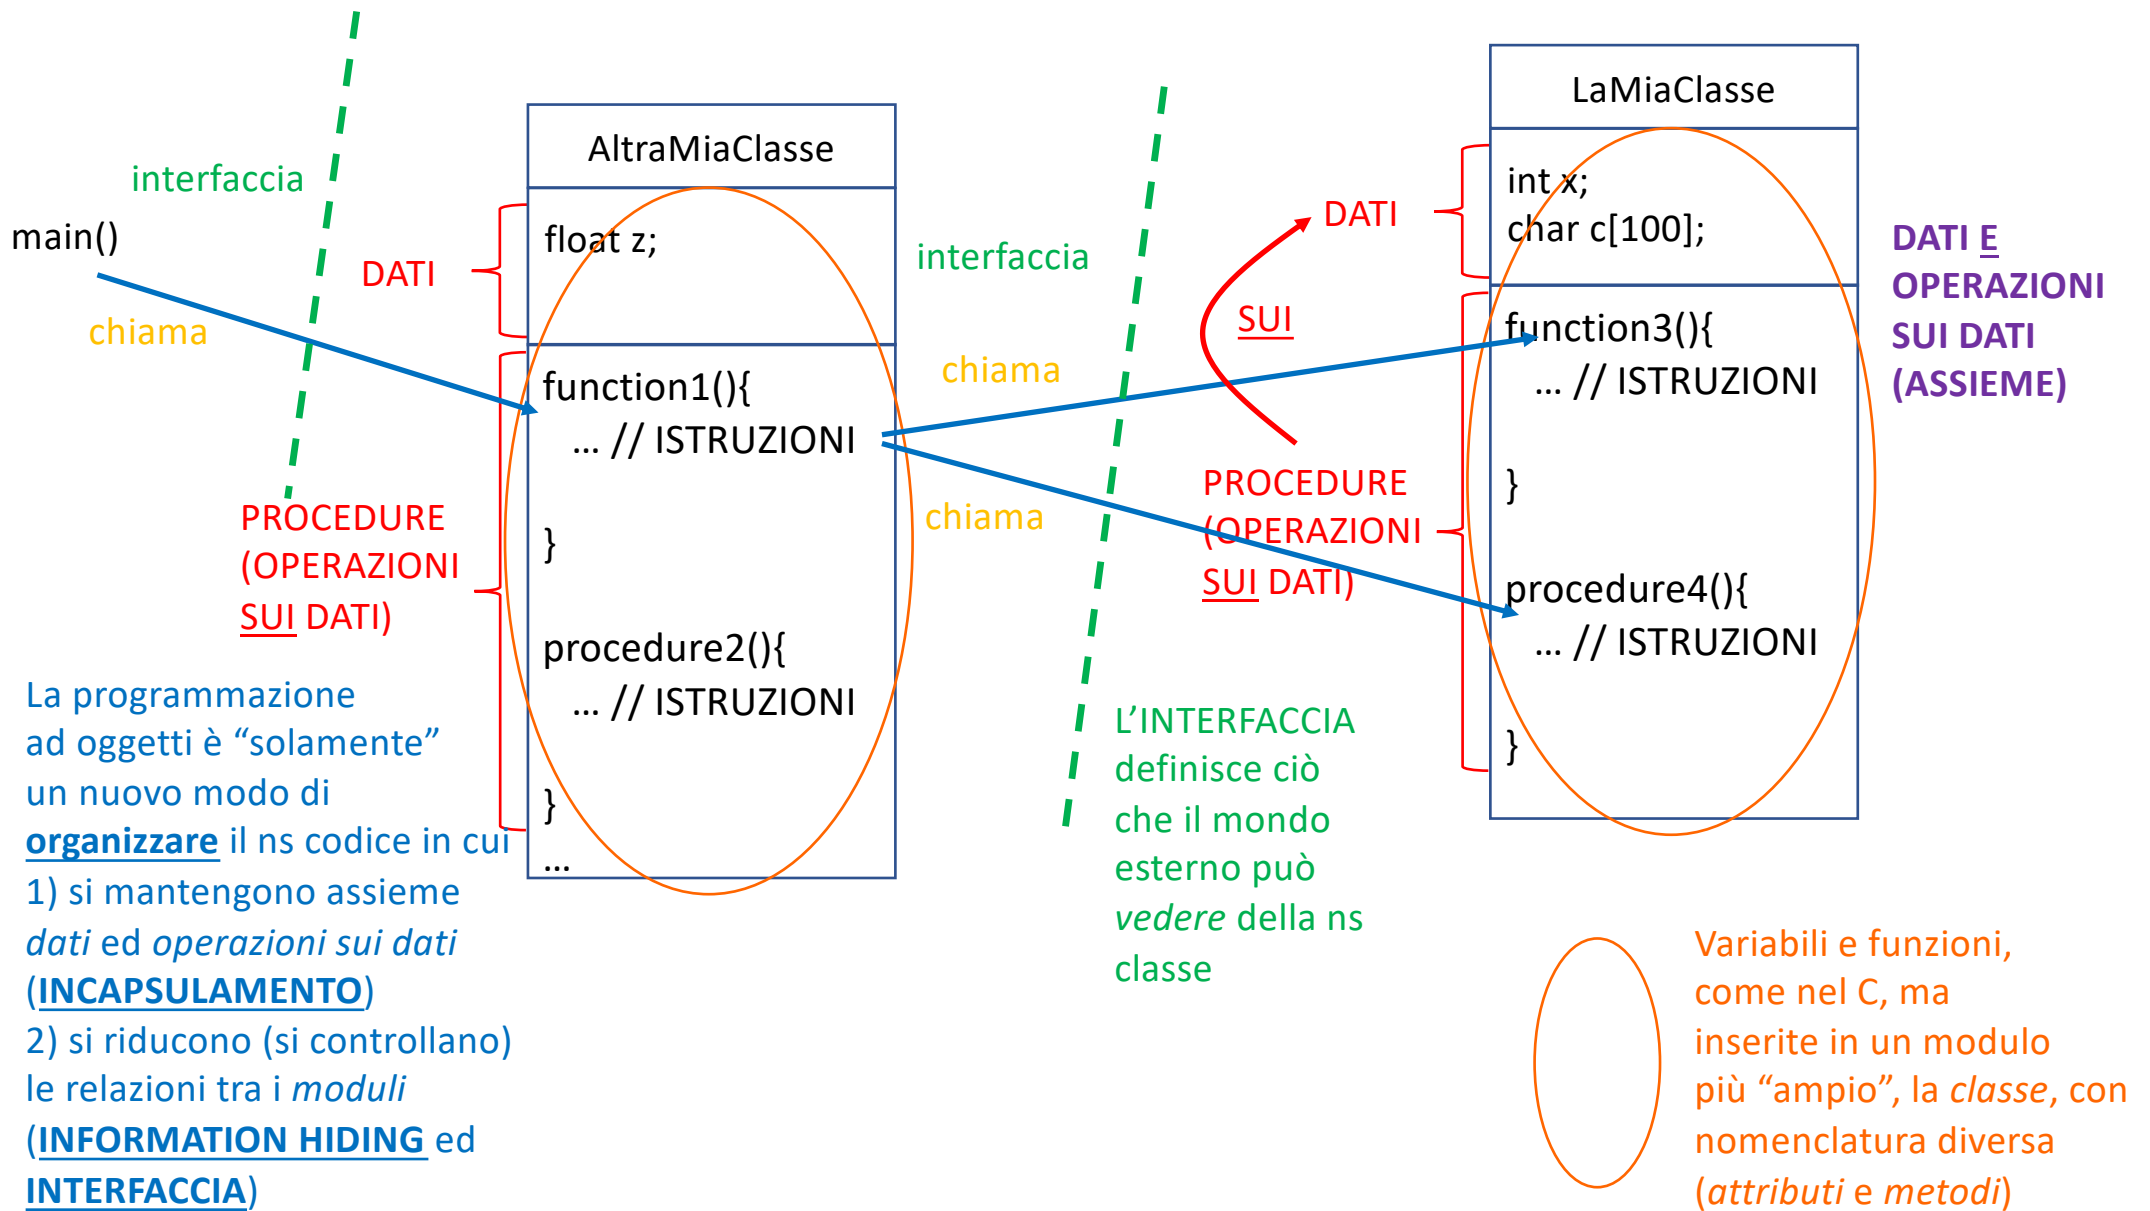 interfaccia
main()
chiama
AltraMiaClasse
DATI
float z;
PROCEDURE
(OPERAZIONI
SUI DATI)
function1(){
… // ISTRUZIONI
}
procedure2(){
… // ISTRUZIONI
}
...
interfaccia
chiama
chiama
LaMiaClasse
DATI
int x;
char c[100];
SUI
PROCEDURE
(OPERAZIONI
SUI DATI)
function3(){
… // ISTRUZIONI
}
procedure4(){
… // ISTRUZIONI
}
DATI E
OPERAZIONI
SUI DATI
(ASSIEME)
La programmazione
ad oggetti è “solamente”
un nuovo modo di
organizzare il ns codice in cui
1) si mantengono assieme
dati ed operazioni sui dati
(INCAPSULAMENTO)
2) si riducono (si controllano)
le relazioni tra i moduli
(INFORMATION HIDING ed
INTERFACCIA)
L’INTERFACCIA
definisce ciò
che il mondo
esterno può
vedere della ns
classe
Variabili e funzioni,
come nel C, ma
inserite in un modulo
più “ampio”, la classe, con
nomenclatura diversa
(attributi e metodi)